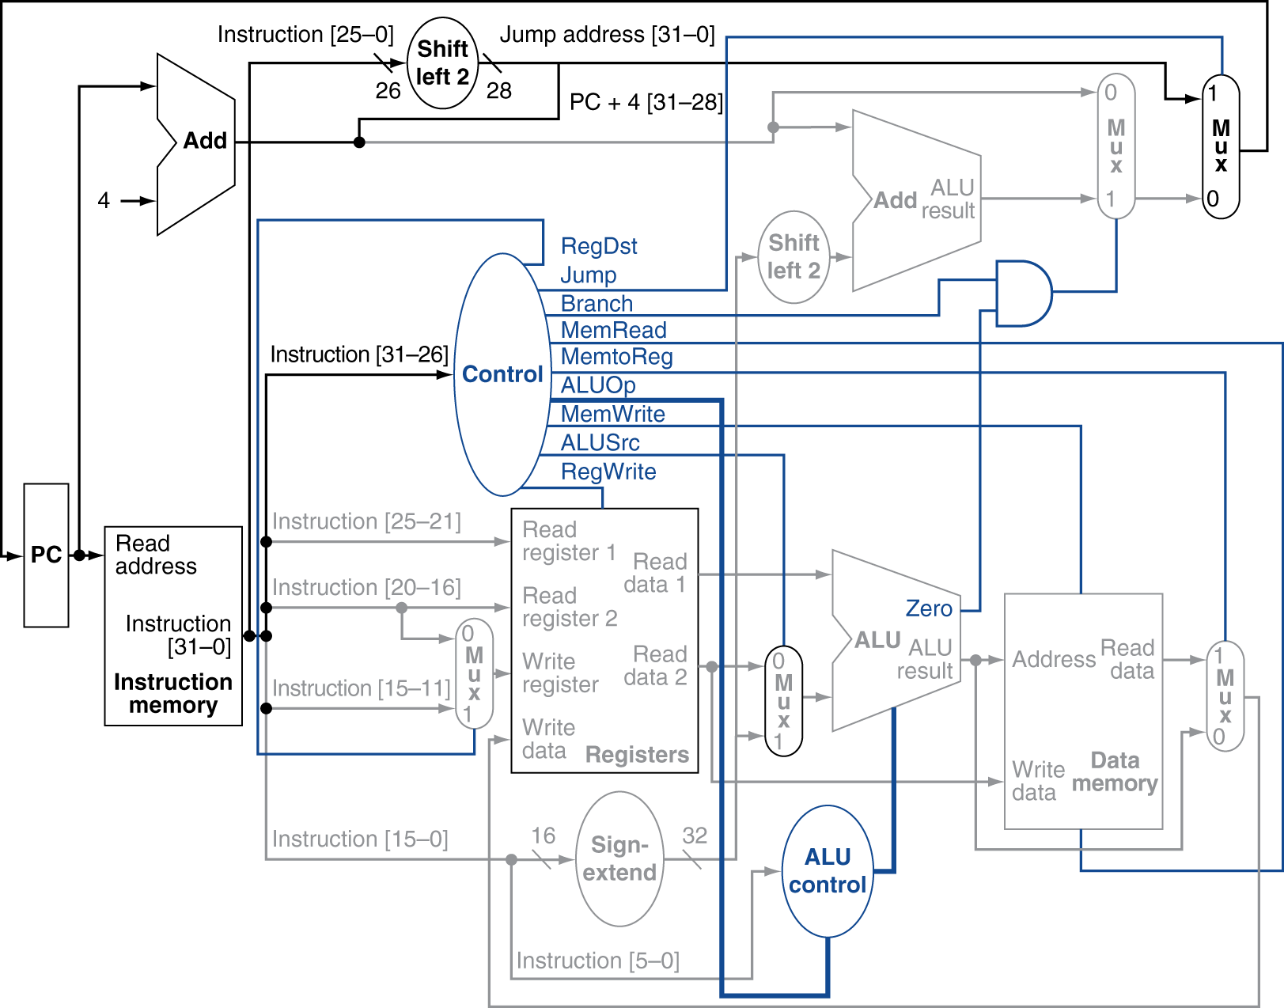 Instruction [25–0]
Shift
left 2
Jump address [31–0]
26
28
PC + 4 [31–28]
Add
4
0
M
u
x
1
1
M
u
x
0
Add
ALU
result
Shift
left 2
RegDst
Jump
Branch
MemRead
MemtoReg
ALUOp
MemWrite
ALUSrc
RegWrite
Instruction [31–26]
Control
PC
Read
address
Instruction
[31–0]
Instruction
memory
Instruction [25–21]
Instruction [20–16]
Instruction [15–11]
0
M
u
x
1
Read
register 1
Read
register 2
Write
register
Write
data
Read
data 1
Read
data 2
Registers
0
M
u
x
1
Zero
ALU
ALU
result
Address
Read
data
Write
data
Data
memory
1
M
u
x
0
Instruction [15–0]
16
Sign-
extend
32
ALU
control
Instruction [5–0]